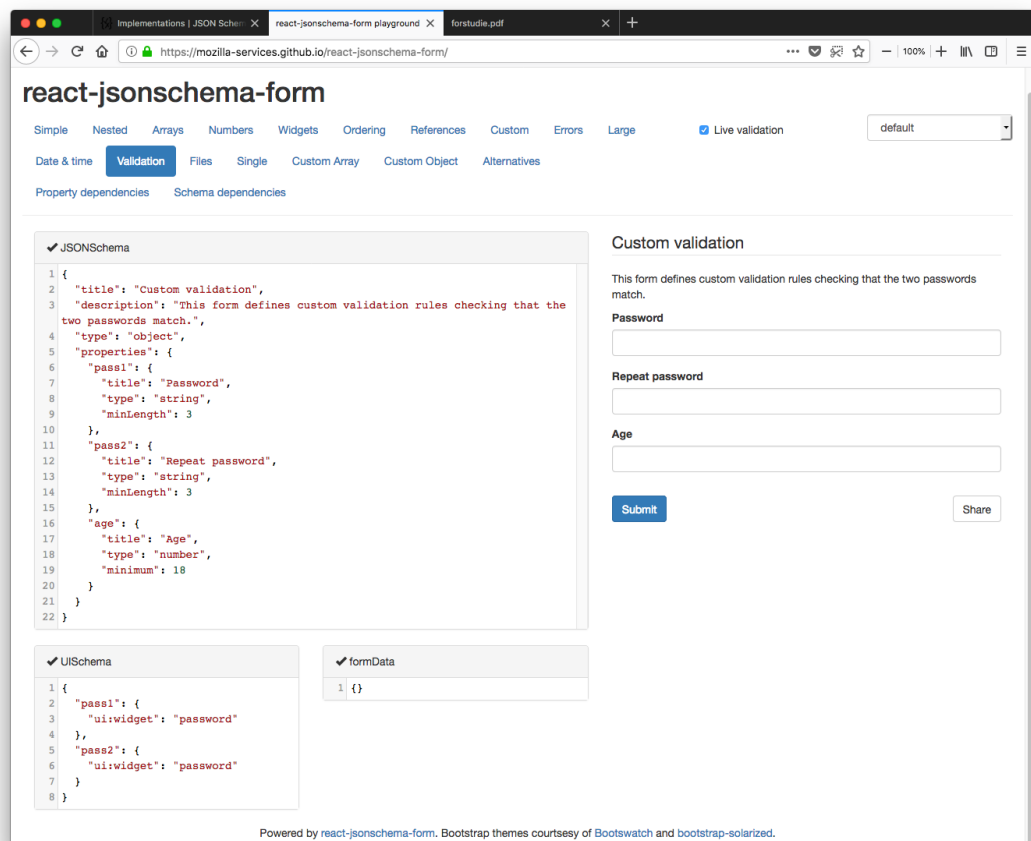 Implementations | JSON Schem
react-jsonschema-form playground
forstudie.pdf
https://mozilla-services.github.io/react-jsonschema-form/
100%
react-jsonschema-form
Simple Nested Arrays Numbers Widgets Ordering References Custom Errors Large
Live validation
default
Date & time Validation Files Single Custom Array Custom Object Alternatives
Property dependencies Schema dependencies
JSONSchema
1 {
2 "title": "Custom validation",
3 "description": "This form defines custom validation rules checking that the
two passwords match.",
4 "type": "object",
5 "properties": {
6 "pass1": {
7 "title": "Password",
8 "type": "string",
9 "minLength": 3
10 },
11 "pass2": {
12 "title": "Repeat password",
13 "type": "string",
14 "minLength": 3
15 },
16 "age": {
17 "title": "Age",
18 "type": "number",
19 "minimum": 18
20 }
21 }
22 }
Custom validation
This form defines custom validation rules checking that the two passwords
match.
Password
Repeat password
Age
Submit
Share
UISchema
1 {
2 "pass1": {
3 "ui:widget": "password"
4 },
5 "pass2": {
6 "ui:widget": "password"
7 }
8 }
formData
1 {}
Powered by react-jsonschema-form. Bootstrap themes courtsesy of Bootswatch and bootstrap-solarized.